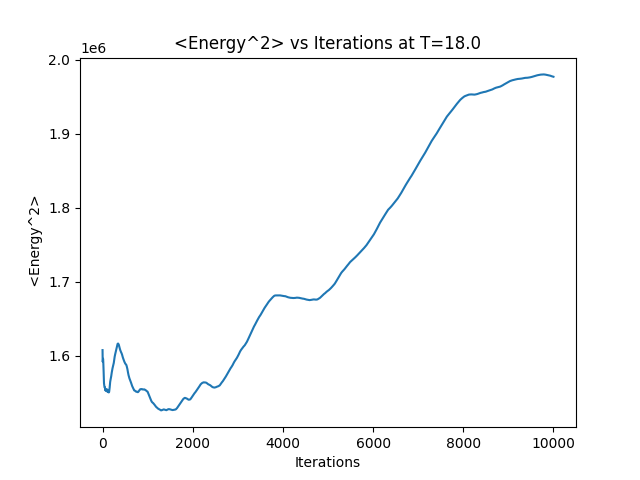 <Energy^2> vs Iterations at T=18.0
1e6
2.0
1.9
1.8
1.7
1.6
<Energy^2>
0 2000 4000 6000 8000 10000
Iterations